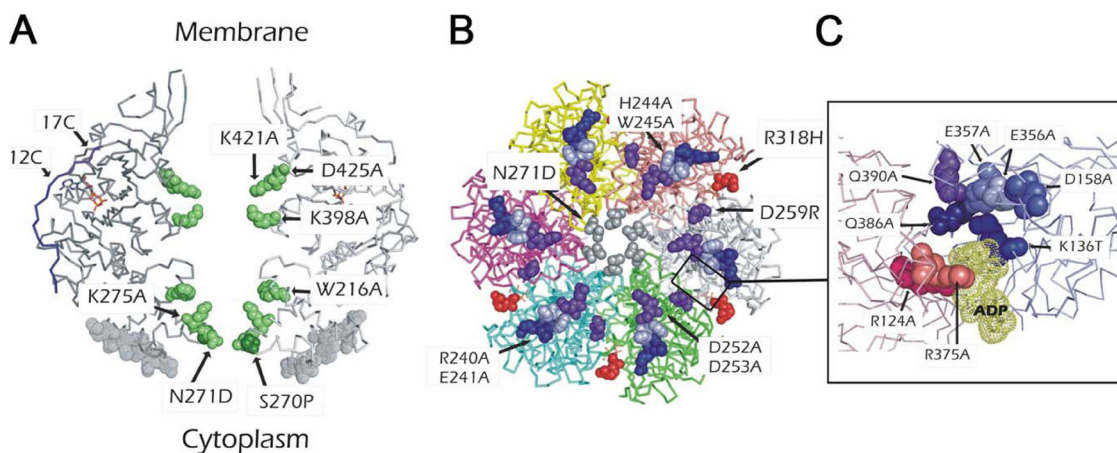 A
Membrane
17C
12C
K421A
D425A
K398A
K275A
W216A
N271D
S270P
Cytoplasm
B
H244A
W245A
R318H
N271D
D259R
R240A
E241A
D252A
D253A
C
E357A
E356A
Q390A
D158A
Q386A
K136T
R124A
ADP
R375A